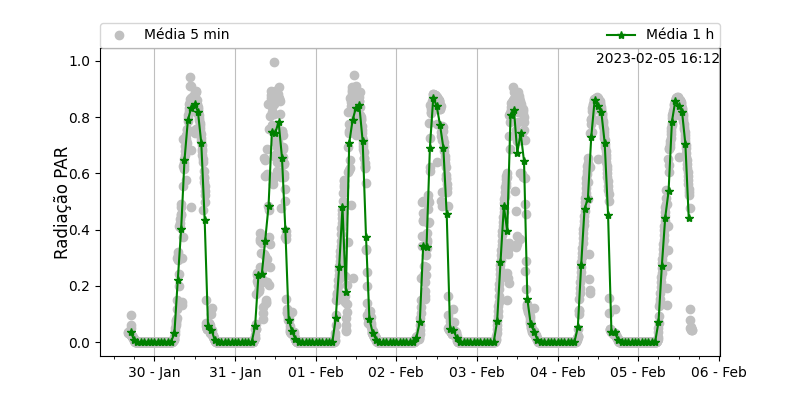 Média 5 min
Média 1 h
2023-02-05 16:12
Radiação PAR
1.0
0.8
0.6
0.4
0.2
0.0
30 - Jan
31 - Jan
01 - Feb
02 - Feb
03 - Feb
04 - Feb
05 - Feb
06 - Feb